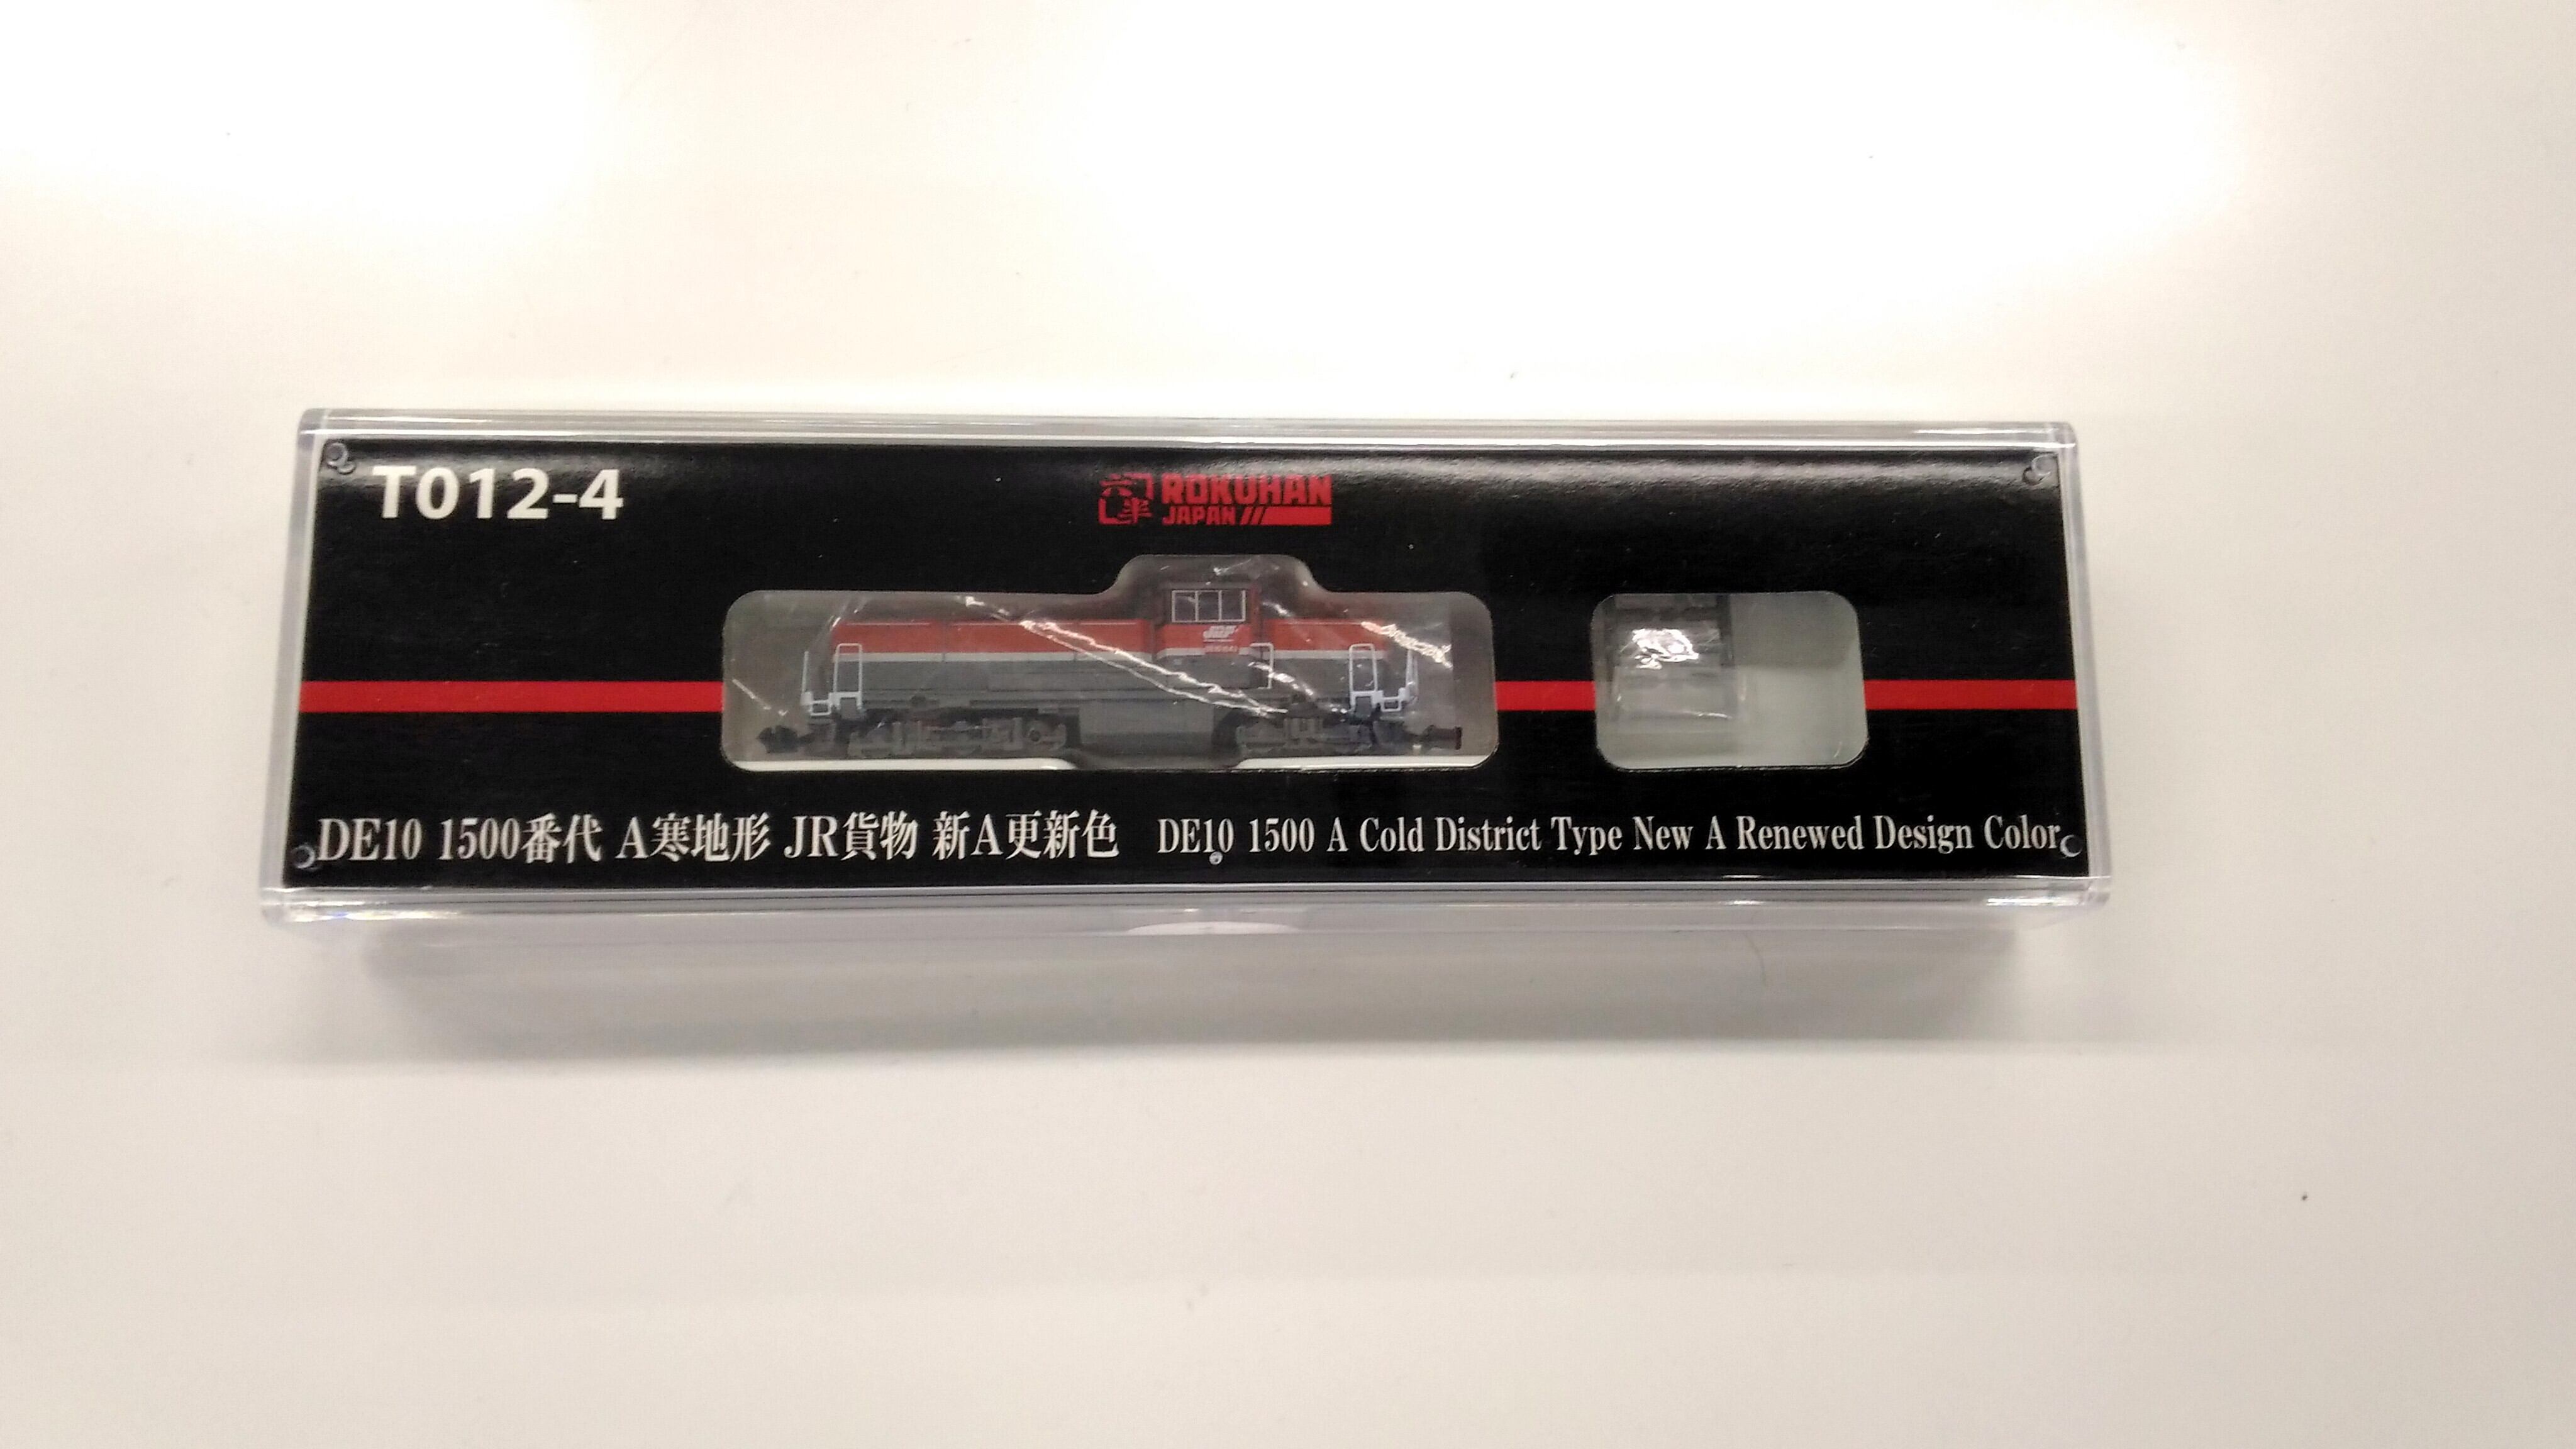 T012-4
ROKUHAN
JAPAN
DE10 1500番代 A寒地形 JR貨物 新A更新色 DE10 1500 A Cold District Type New A Renewed Design Color